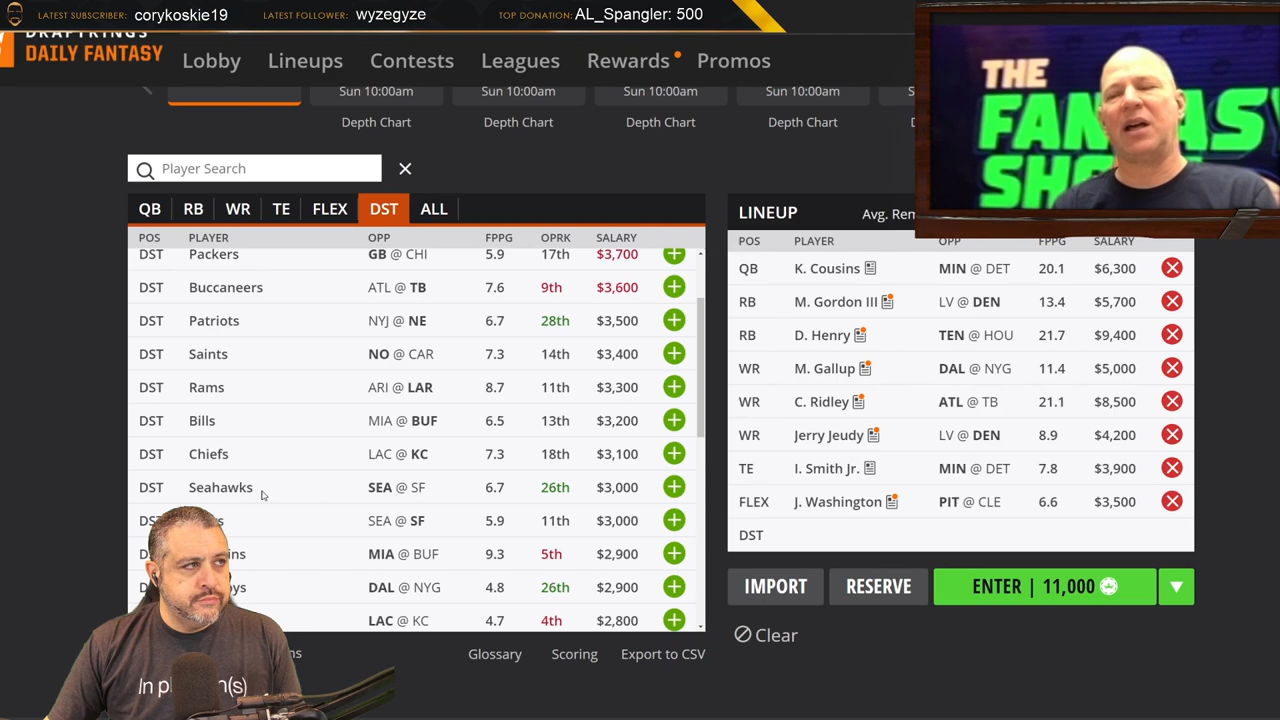 LATEST SUBSCRIBER: corykoskie19 LATEST FOLLOWER: wyzegyze TOP DONATION: AL_Spangler: 500
DRAFTKINGS
DAILY FANTASY Lobby Lineups Contests Leagues Rewards Promos
THE
Sun 10:00am Sun 10:00am Sun 10:00am Sun 10:00am
Depth Chart Depth Chart Depth Chart Depth Chart
Player Search
QB RB WR TE FLEX DST ALL
LINEUP
POS PLAYER OPP FPPG OPRK SALARY
DST Packers GB @ CHI 5.9 17th $3,700
DST Buccaneers ATL @ TB 7.6 9th $3,600
DST Patriots NYJ @ NE 6.7 28th $3,500
DST Saints NO @ CAR 7.3 14th $3,400
DST Rams ARI @ LAR 8.7 11th $3,300
DST Bills MIA @ BUF 6.5 13th $3,200
DST Chiefs LAC @ KC 7.3 18th $3,100
DST Seahawks SEA @ SF 6.7 26th $3,000
SEA @ SF 5.9 11th $3,000
MIA @ BUF 9.3 5th $2,900
DAL @ NYG 4.8 26th $2,900
LAC @ KC 4.7 4th $2,800
POS PLAYER OPP FPPG SALARY
QB K. Cousins MIN @ DET 20.1 $6,300
RB M. Gordon III LV @ DEN 13.4 $5,700
RB D. Henry TEN @ HOU 21.7 $9,400
WR M. Gallup DAL @ NYG 11.4 $5,000
WR C. Ridley ATL @ TB 21.1 $8,500
WR Jerry Jeudy LV @ DEN 8.9 $4,200
TE I. Smith Jr. MIN @ DET 7.8 $3,900
FLEX J. Washington PIT @ CLE 6.6 $3,500
DST
IMPORT RESERVE ENTER | 11,000
Clear
Glossary Scoring Export to CSV